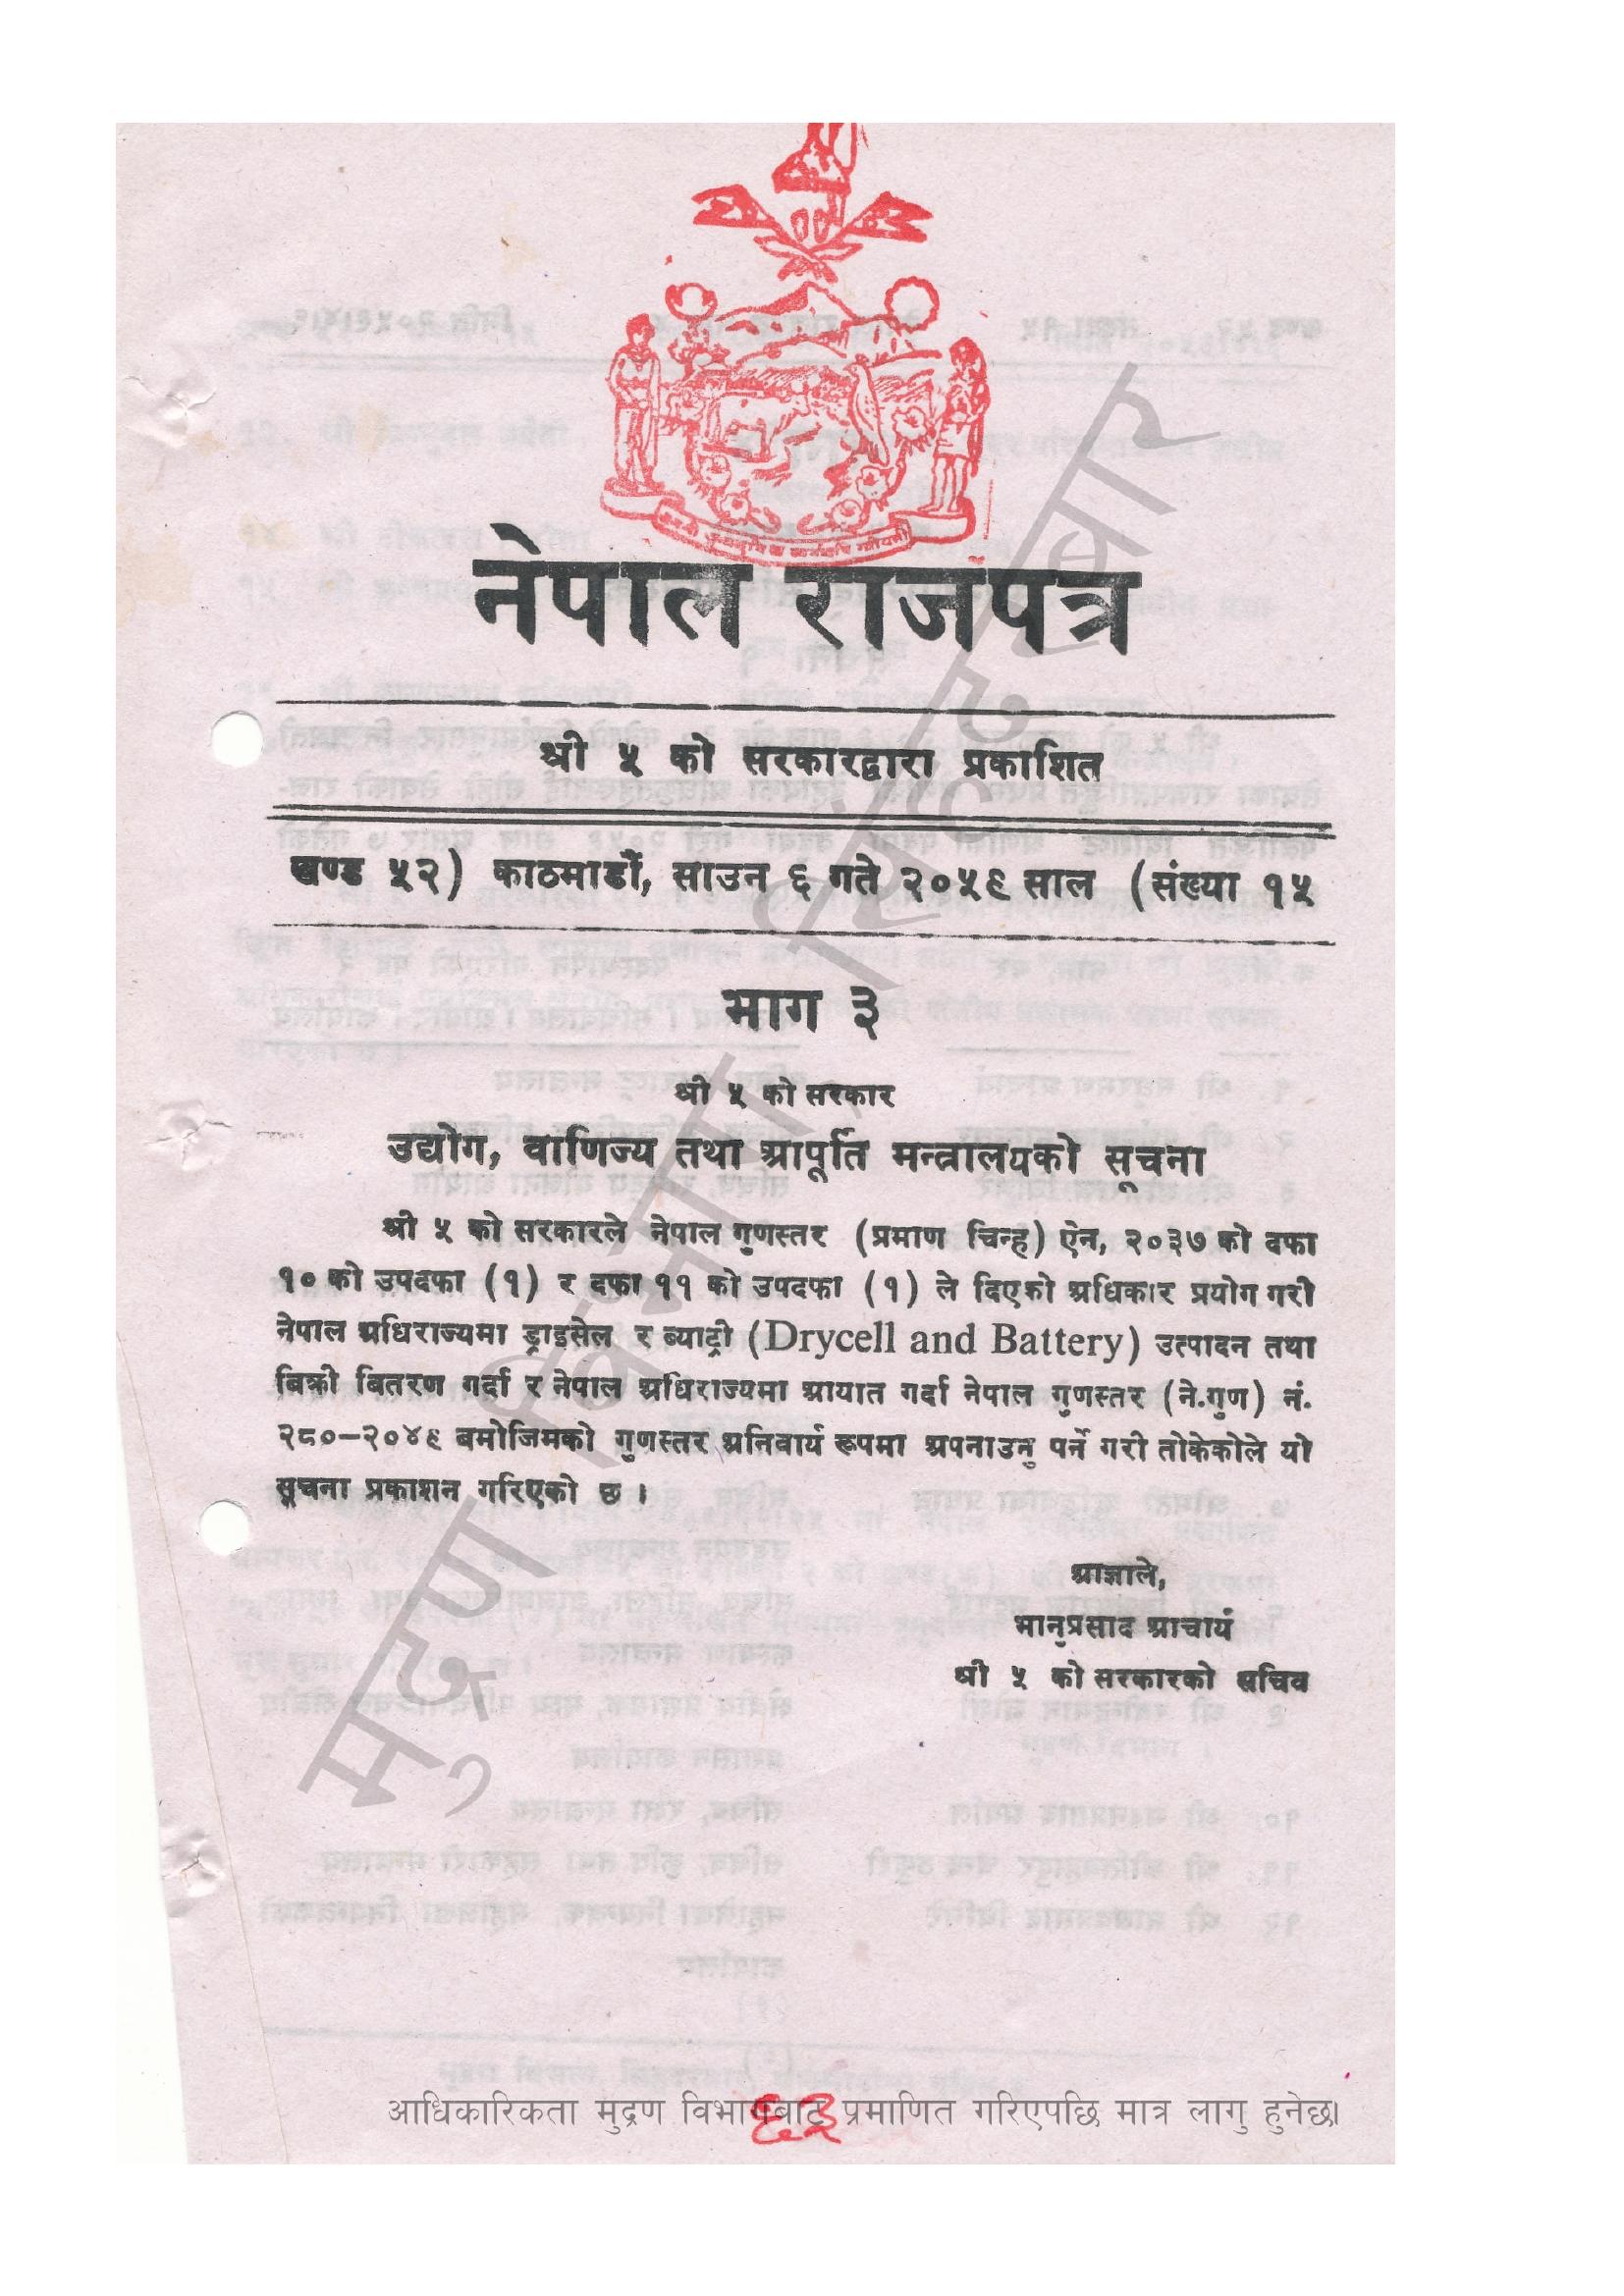 नेपाल राजपत्र
श्री ५ को सरकारद्वारा प्रकाशित
खण्ड ५२) काठमाडौं, साउन ६ गते २०५९ साल (संख्या १५
भाग ३
श्री ५ को सरकार
उद्योग, वाणिज्य तथा आपूर्ति मन्त्रालयको सूचना
श्री ५ को सरकारले नेपाल गुणस्तर (प्रमाण चिन्ह) ऐन, २०३७ को दफा
१० को उपदफा (१) र दफा ११ को उपदफा (१) ले दिएको अधिकार प्रयोग गरी
नेपाल अधिराज्यमा ड्राइसेल र ब्याट्री (Drycell and Battery) उत्पादन तथा
बिक्री बितरण गर्दा र नेपाल अधिराज्यमा आयात गर्दा नेपाल गुणस्तर (ने.गुण) नं.
२८०–२०४९ बमोजिमको गुणस्तर अनिवार्य रूपमा अपनाउनु पर्ने गरी तोकेकोले यो
सूचना प्रकाशन गरिएको छ ।
आज्ञाले,
भानुप्रसाद आचार्य
श्री ५ को सरकारको सचिव
मुद्रण विभाग, सिंहदरबार
आधिकारिकता मुद्रण विभागबाट प्रमाणित गरिएपछि मात्र लागु हुनेछ।
६३